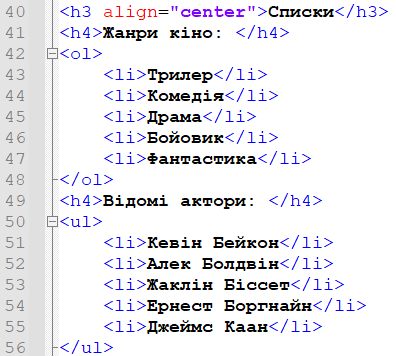 40 <h3 align="center">Списки</h3>
41 <h4>Жанри кіно: </h4>
42 <ol>
43 <li>Трилер</li>
44 <li>Комедія</li>
45 <li>Драма</li>
46 <li>Бойовик</li>
47 <li>Фантастика</li>
48 </ol>
49 <h4>Відомі актори: </h4>
50 <ul>
51 <li>Кевін Бейкон</li>
52 <li>Алек Болдвін</li>
53 <li>Жаклін Біссет</li>
54 <li>Ернест Боргнайн</li>
55 <li>Джеймс Каан</li>
56 </ul>